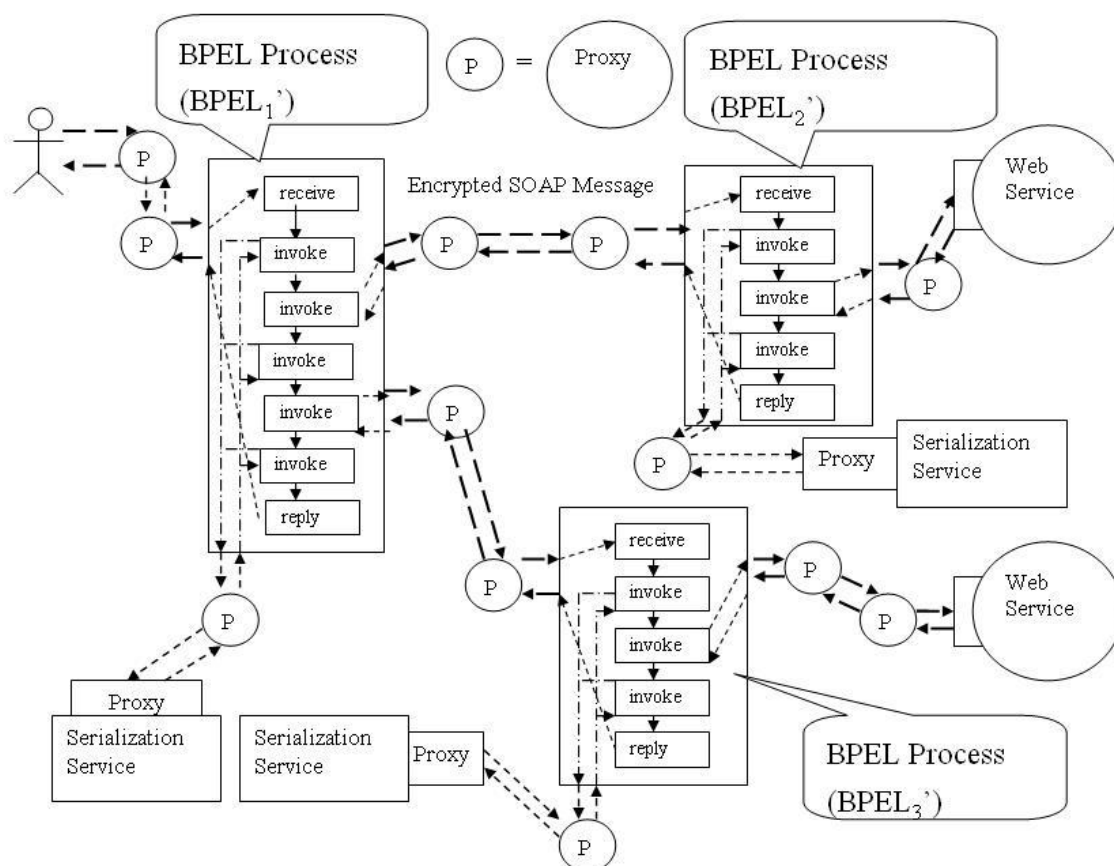 BPEL Process
(BPEL1’)
P
=
Proxy
BPEL Process
(BPEL2’)
P
P
Encrypted SOAP Message
receive
invoke
invoke
invoke
invoke
invoke
reply
P
P
receive
invoke
invoke
invoke
reply
P
Web
Service
P
P
Proxy
Serialization
Service
P
receive
invoke
invoke
invoke
reply
P
P
Web
Service
P
Proxy
Serialization
Service
Serialization
Service
Proxy
P
BPEL Process
(BPEL3’)